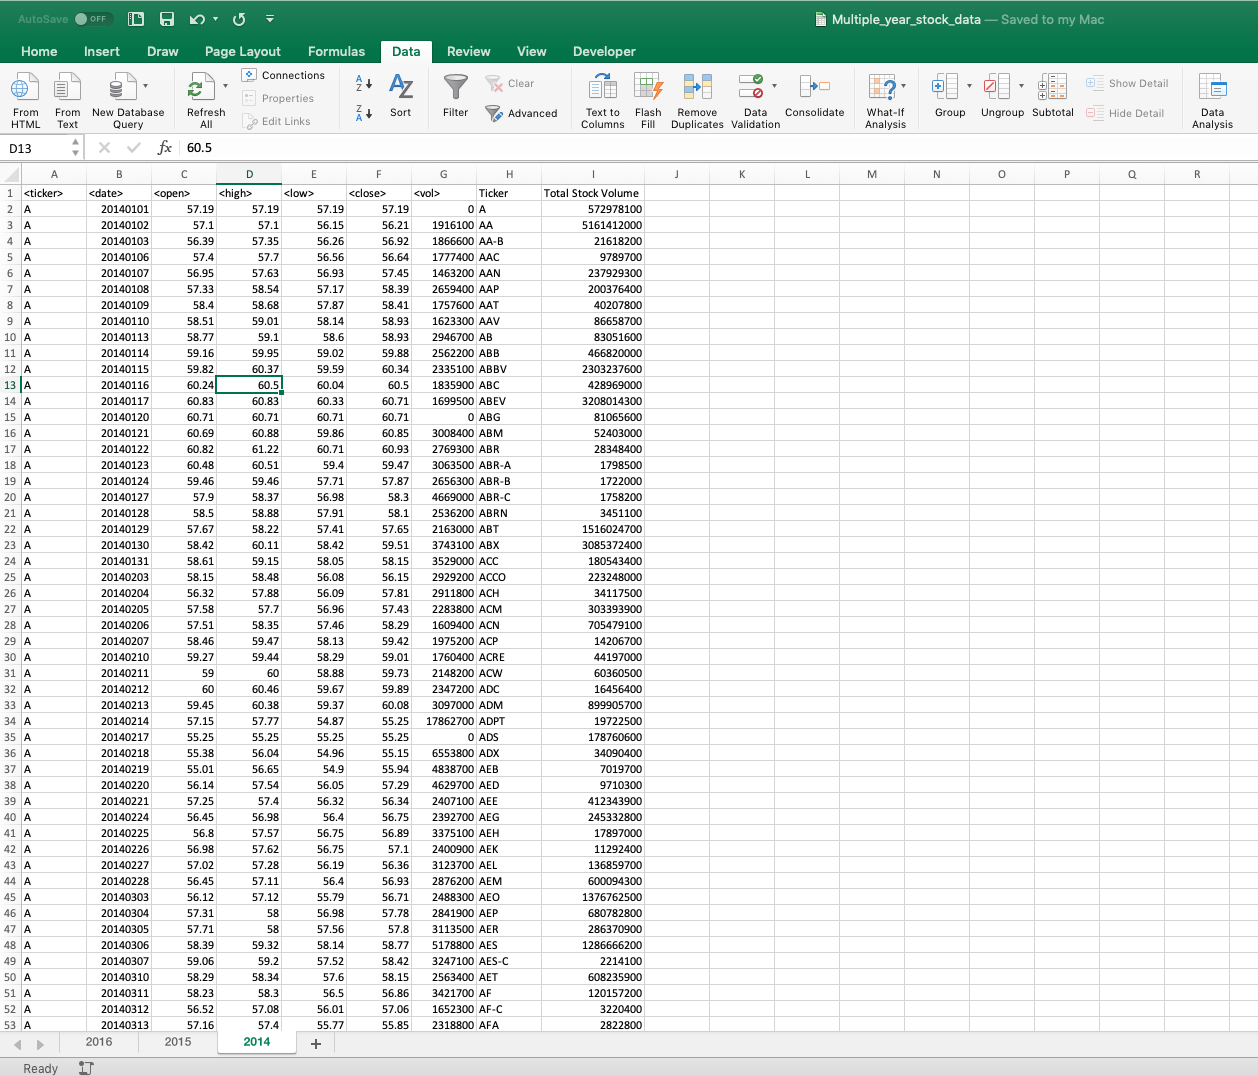 AutoSave OFF Multiple_year_stock_data — Saved to my Mac
Home Insert Draw Page Layout Formulas Data Review View Developer
From HTML From Text New Database Query Refresh All Connections Properties Edit Links A Z Z A A Z Sort Filter Clear Advanced Text to Columns Flash Fill Remove Duplicates Data Validation Consolidate What-If Analysis Group Ungroup Subtotal Show Detail Hide Detail Data Analysis
D13 fx 60.5
A B C D E F G H I J K L M N O P Q R
1 <ticker> <date> <open> <high> <low> <close> <vol> Ticker Total Stock Volume
2 A 20140101 57.19 57.19 57.19 57.19 0 A 572978100
3 A 20140102 57.1 57.1 56.15 56.21 1916100 AA 5161412000
4 A 20140103 56.39 57.35 56.26 56.92 1866600 AA-B 21618200
5 A 20140106 57.4 57.7 56.56 56.64 1777400 AAC 9789700
6 A 20140107 56.95 57.63 56.93 57.45 1463200 AAN 237929300
7 A 20140108 57.33 58.54 57.17 58.39 2659400 AAP 200376400
8 A 20140109 58.4 58.68 57.87 58.41 1757600 AAT 40207800
9 A 20140110 58.51 59.01 58.14 58.93 1623300 AAV 86658700
10 A 20140113 58.77 59.1 58.6 58.93 2946700 AB 83051600
11 A 20140114 59.16 59.95 59.02 59.88 2562200 ABB 466820000
12 A 20140115 59.82 60.37 59.59 60.34 2335100 ABBV 2303237600
13 A 20140116 60.24 60.5 60.04 60.5 1835900 ABC 428969000
14 A 20140117 60.83 60.83 60.33 60.71 1699500 ABEV 3208014300
15 A 20140120 60.71 60.71 60.71 60.71 0 ABG 81065600
16 A 20140121 60.69 60.88 59.86 60.85 3008400 ABM 52403000
17 A 20140122 60.82 61.22 60.71 60.93 2769300 ABR 28348400
18 A 20140123 60.48 60.51 59.4 59.47 3063500 ABR-A 1798500
19 A 20140124 59.46 59.46 57.71 57.87 2656300 ABR-B 1722000
20 A 20140127 57.9 58.37 56.98 58.3 4669000 ABR-C 1758200
21 A 20140128 58.5 58.88 57.91 58.1 2536200 ABRN 3451100
22 A 20140129 57.67 58.22 57.41 57.65 2163000 ABT 1516024700
23 A 20140130 58.42 60.11 58.42 59.51 3743100 ABX 3085372400
24 A 20140131 58.61 59.15 58.05 58.15 3529000 ACC 180543400
25 A 20140203 58.15 58.48 56.08 56.15 2929200 ACCO 223248000
26 A 20140204 56.32 57.88 56.09 57.81 2911800 ACH 34117500
27 A 20140205 57.58 57.7 56.96 57.43 2283800 ACM 303393900
28 A 20140206 57.51 58.35 57.46 58.29 1609400 ACN 705479100
29 A 20140207 58.46 59.47 58.13 59.42 1975200 ACP 14206700
30 A 20140210 59.27 59.44 58.29 59.01 1760400 ACRE 44197000
31 A 20140211 59 60 58.88 59.73 2148200 ACW 60360500
32 A 20140212 60 60.46 59.67 59.89 2347200 ADC 16456400
33 A 20140213 59.45 60.38 59.37 60.08 3097000 ADM 899905700
34 A 20140214 57.15 57.77 54.87 55.25 17862700 ADPT 19722500
35 A 20140217 55.25 55.25 55.25 55.25 0 ADS 178760600
36 A 20140218 55.38 56.04 54.96 55.15 6553800 ADX 34090400
37 A 20140219 55.01 56.65 54.9 55.94 4838700 AEB 7019700
38 A 20140220 56.14 57.54 56.05 57.29 4629700 AED 9710300
39 A 20140221 57.25 57.4 56.32 56.34 2407100 AEE 412343900
40 A 20140224 56.45 56.98 56.4 56.75 2392700 AEG 245332800
41 A 20140225 56.8 57.57 56.75 56.89 3375100 AEH 17897000
42 A 20140226 56.98 57.62 56.75 57.1 2400900 AEK 11292400
43 A 20140227 57.02 57.28 56.19 56.36 3123700 AEL 136859700
44 A 20140228 56.45 57.11 56.4 56.93 2876200 AEM 600094300
45 A 20140303 56.12 57.12 55.79 56.71 2488300 AEO 1376762500
46 A 20140304 57.31 58 56.98 57.78 2841900 AEP 680782800
47 A 20140305 57.71 58 57.56 57.8 3113500 AER 286370900
48 A 20140306 58.39 59.32 58.14 58.77 5178800 AES 1286666200
49 A 20140307 59.06 59.2 57.52 58.42 3247100 AES-C 2214100
50 A 20140310 58.29 58.34 57.6 58.15 2563400 AET 608235900
51 A 20140311 58.23 58.3 56.5 56.86 3421700 AF 120157200
52 A 20140312 56.52 57.08 56.01 57.06 1652300 AF-C 3220400
53 A 20140313 57.16 57.4 55.77 55.85 2318800 AFA 2822800
2016 2015 2014 +
Ready